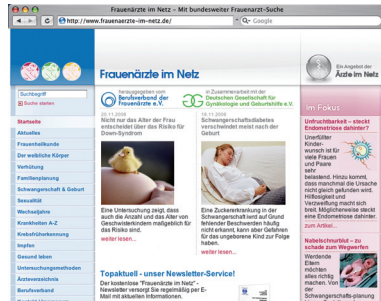 Frauenärzte im Netz - Mit bundesweiter Frauenarzt-Suche
http://www.frauenaerzte-im-netz.de/
Google
Ein Angebot der
Ärzte im Netz
Frauenärzte im Netz
Suchbegriff
Suche starten
Startseite
Aktuelles
Frauenheilkunde
Der weibliche Körper
Verhütung
Familienplanung
Schwangerschaft & Geburt
Sexualität
Wechseljahre
Krankheiten A-Z
Krebsfrüherkennung
Impfen
Gesund leben
Untersuchungsmethoden
Arztverzeichnis
Berufsverband
herausgegeben vom
Berufsverband der
Frauenärzte e.V.
in Zusammenarbeit mit der
Deutschen Gesellschaft für
Gynäkologie und Geburtshilfe e.V.
20.11.2006
Nicht nur das Alter der Frau
entscheidet über das Risiko für
Down-Syndrom
Eine Untersuchung zeigt, dass
auch die Anzahl und das Alter von
Geschwisterkindern maßgeblich für
das Risiko sind.
weiter lesen...
16.11.2006
Schwangerschaftsdiabetes
verschwindet meist nach der
Geburt
Eine Zuckererkrankung in der
Schwangerschaft wird auf Grund
fehlender Beschwerden häufig
nicht erkannt, kann aber Gefahren
für das ungeborene Kind zur Folge
haben.
weiter lesen...
Topaktuell - unser Newsletter-Service!
Der kostenlose "Frauenärzte im Netz" -
Newsletter versorgt Sie regelmäßig per E-
Mail mit aktuellen Informationen.
Im Fokus
Unfruchtbarkeit – steckt
Endometriose dahinter?
Unerfüllter
Kinder-
wunsch ist für
viele Frauen
und Paare
sehr
belastend. Hinzu kommt,
dass manchmal die Ursache
nicht gleich gefunden wird.
Hilflosigkeit und
Verzweiflung macht sich
breit. Möglicherweise steckt
eine Endometriose dahinter.
zum Artikel...
Nabelschnurblut – zu
schade zum Wegwerfen
Werdende
Eltern
möchten
alles richtig
machen. Von
der
Schwangerschafts-planung